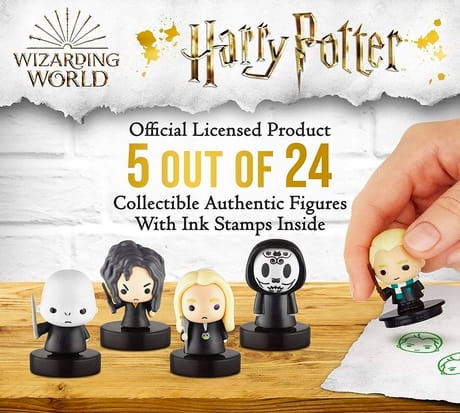 WIZARDING
WORLD
Harry Potter
Official Licensed Product
5 OUT OF 24
Collectible Authentic Figures
With Ink Stamps Inside